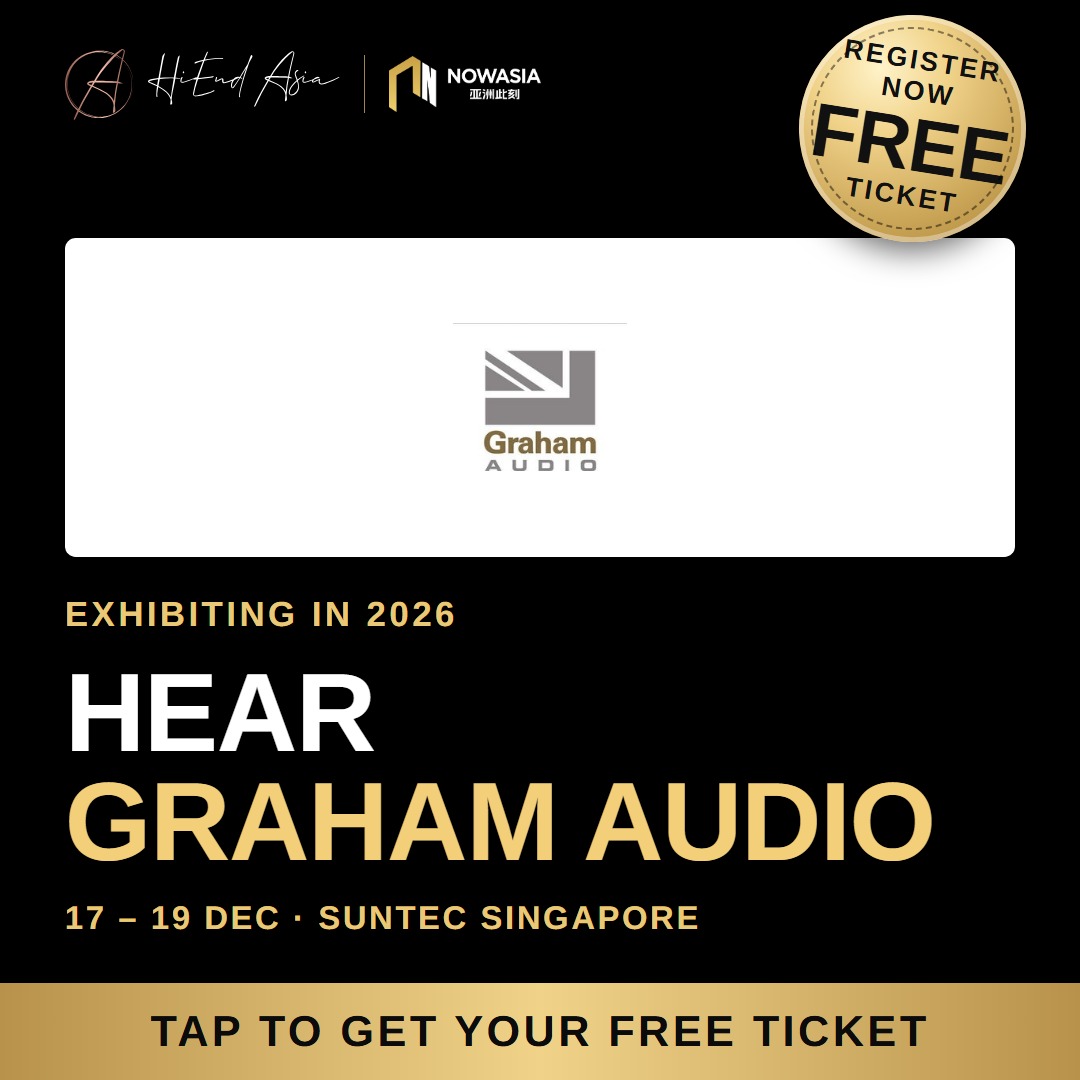 HiEnd Asia
NOWASIA
亚洲此刻
REGISTER
NOW
FREE
TICKET
Graham
AUDIO
EXHIBITING IN 2026
HEAR
GRAHAM AUDIO
17 – 19 DEC · SUNTEC SINGAPORE
TAP TO GET YOUR FREE TICKET